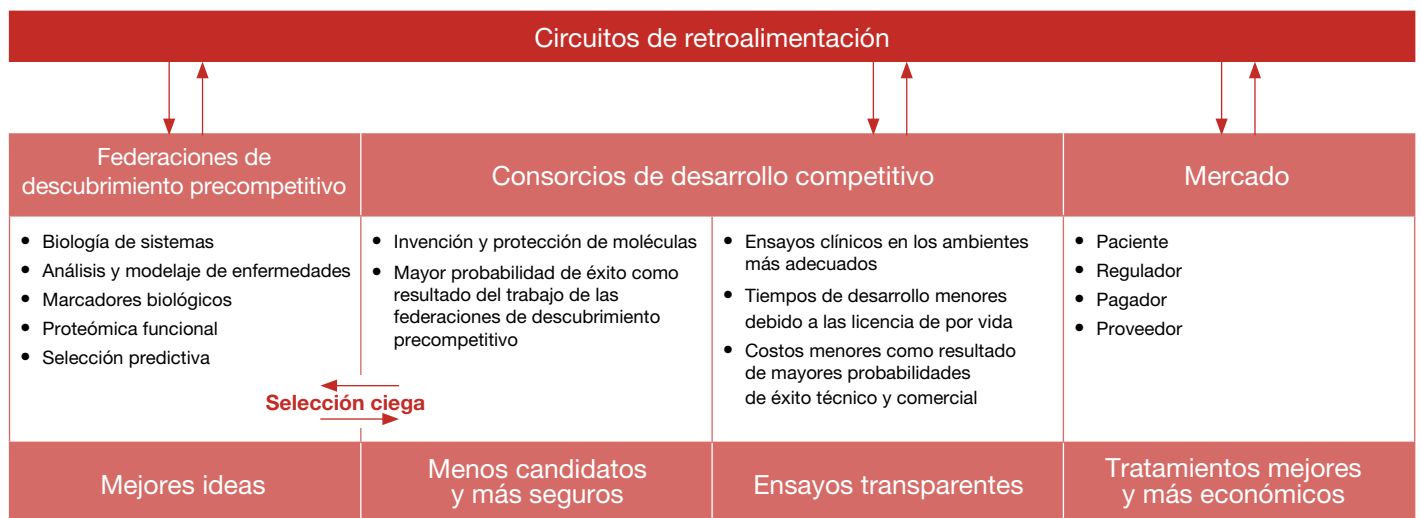 Circuitos de retroalimentación
Federaciones de
descubrimiento precompetitivo
Consorcios de desarrollo competitivo
Mercado
• Biología de sistemas
• Análisis y modelaje de enfermedades
• Marcadores biológicos
• Proteómica funcional
• Selección predictiva
• Invención y protección de moléculas
• Mayor probabilidad de éxito como
resultado del trabajo de las
federaciones de descubrimiento
precompetitivo
Selección ciega
• Ensayos clínicos en los ambientes
más adecuados
• Tiempos de desarrollo menores
debido a las licencia de por vida
• Costos menores como resultado
de mayores probabilidades
de éxito técnico y comercial
• Paciente
• Regulador
• Pagador
• Proveedor
Mejores ideas
Menos candidatos
y más seguros
Ensayos transparentes
Tratamientos mejores
y más económicos